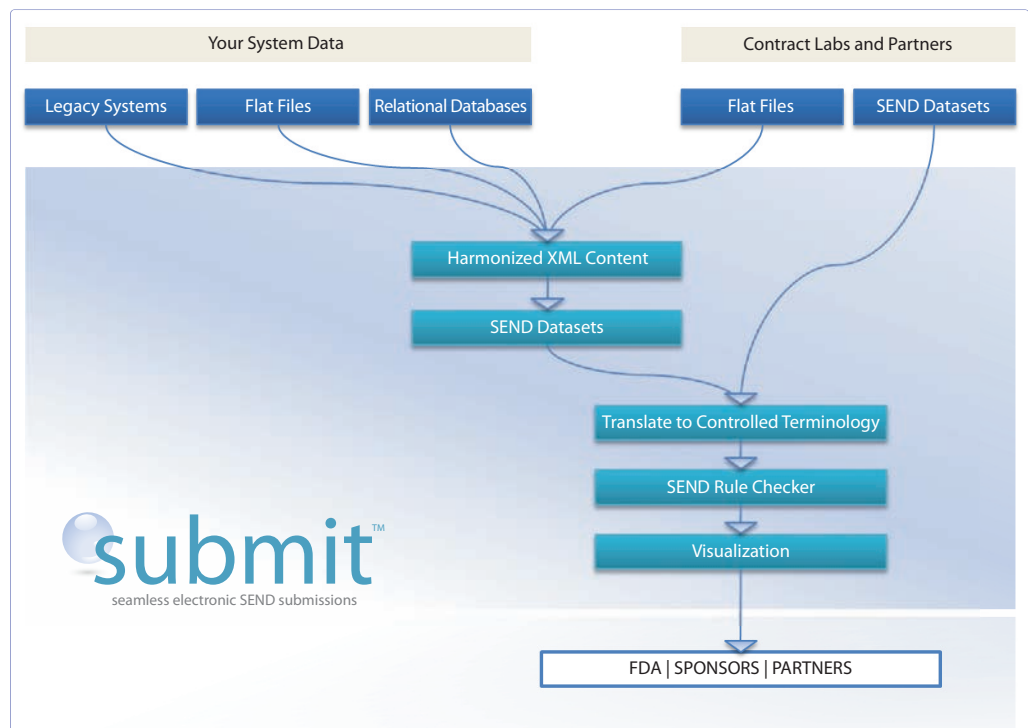 Your System Data
Contract Labs and Partners
Legacy Systems
Flat Files
Relational Databases
Flat Files
SEND Datasets
Harmonized XML Content
SEND Datasets
Translate to Controlled Terminology
SEND Rule Checker
Visualization
submit™
seamless electronic SEND submissions
FDA | SPONSORS | PARTNERS